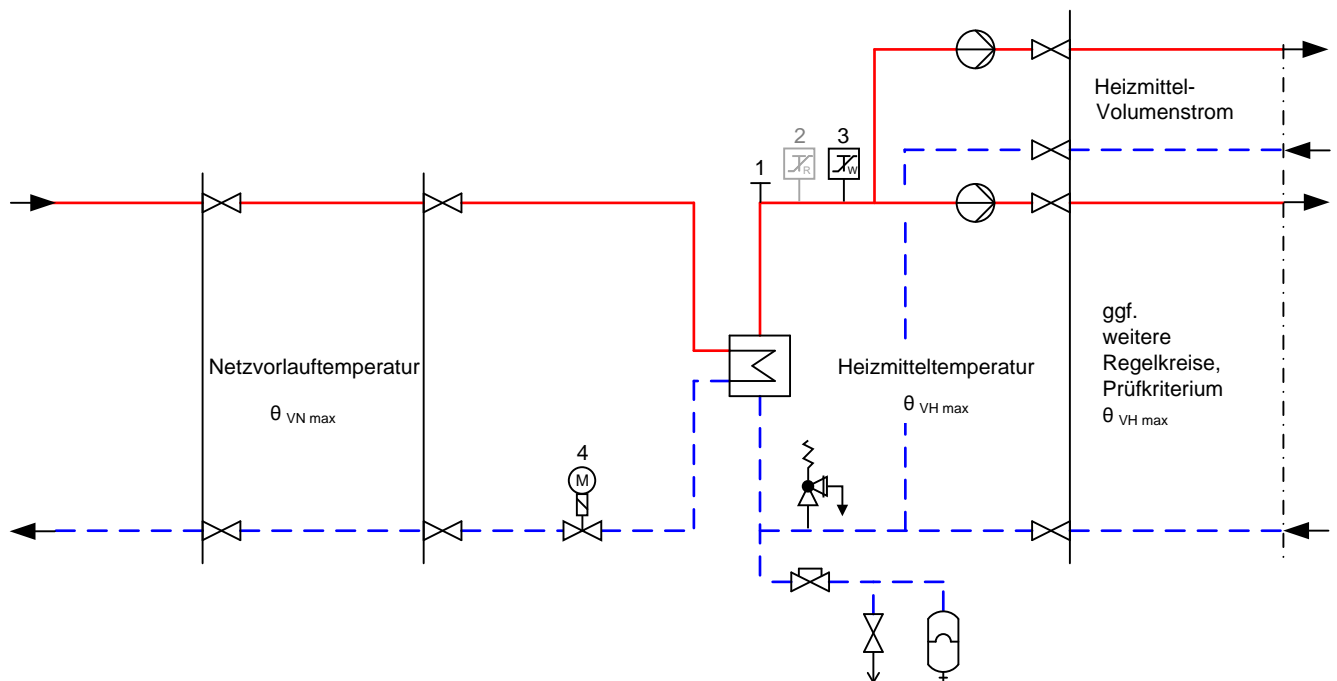 Heizmittel-
Volumenstrom
2
3
1
R
W
Netzvorlauftemperatur
θ VN max
Heizmitteltemperatur
θ VH max
ggf.
weitere
Regelkreise,
Prüfkriterium
θ VH max
4
M